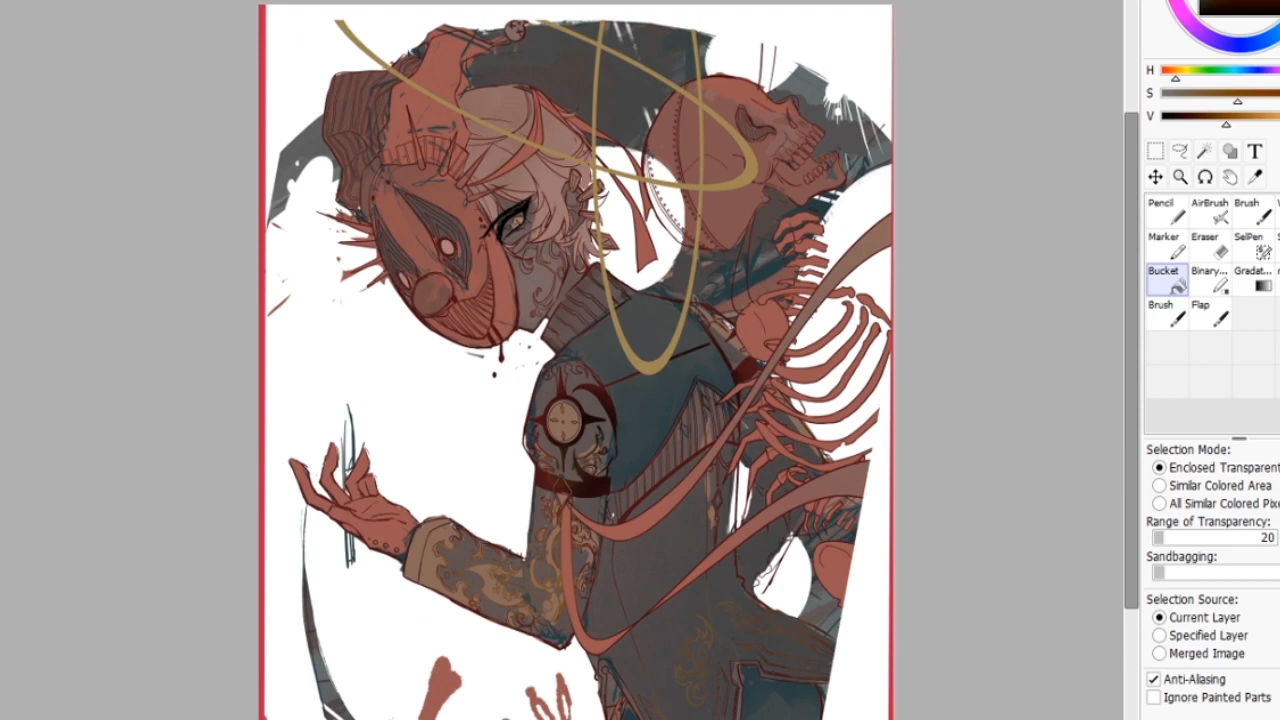 H
S
V
T
Pencil AirBrush Brush
Marker Eraser SelPen
Bucket Binary... Gradat...
Brush Flap
Selection Mode:
Enclosed Transparent
Similar Colored Area
All Similar Colored
Range of Transparency:
20
Sandbagging:
Selection Source:
Current Layer
Specified Layer
Merged Image
Anti-Aliasing
Ignore Painted Parts